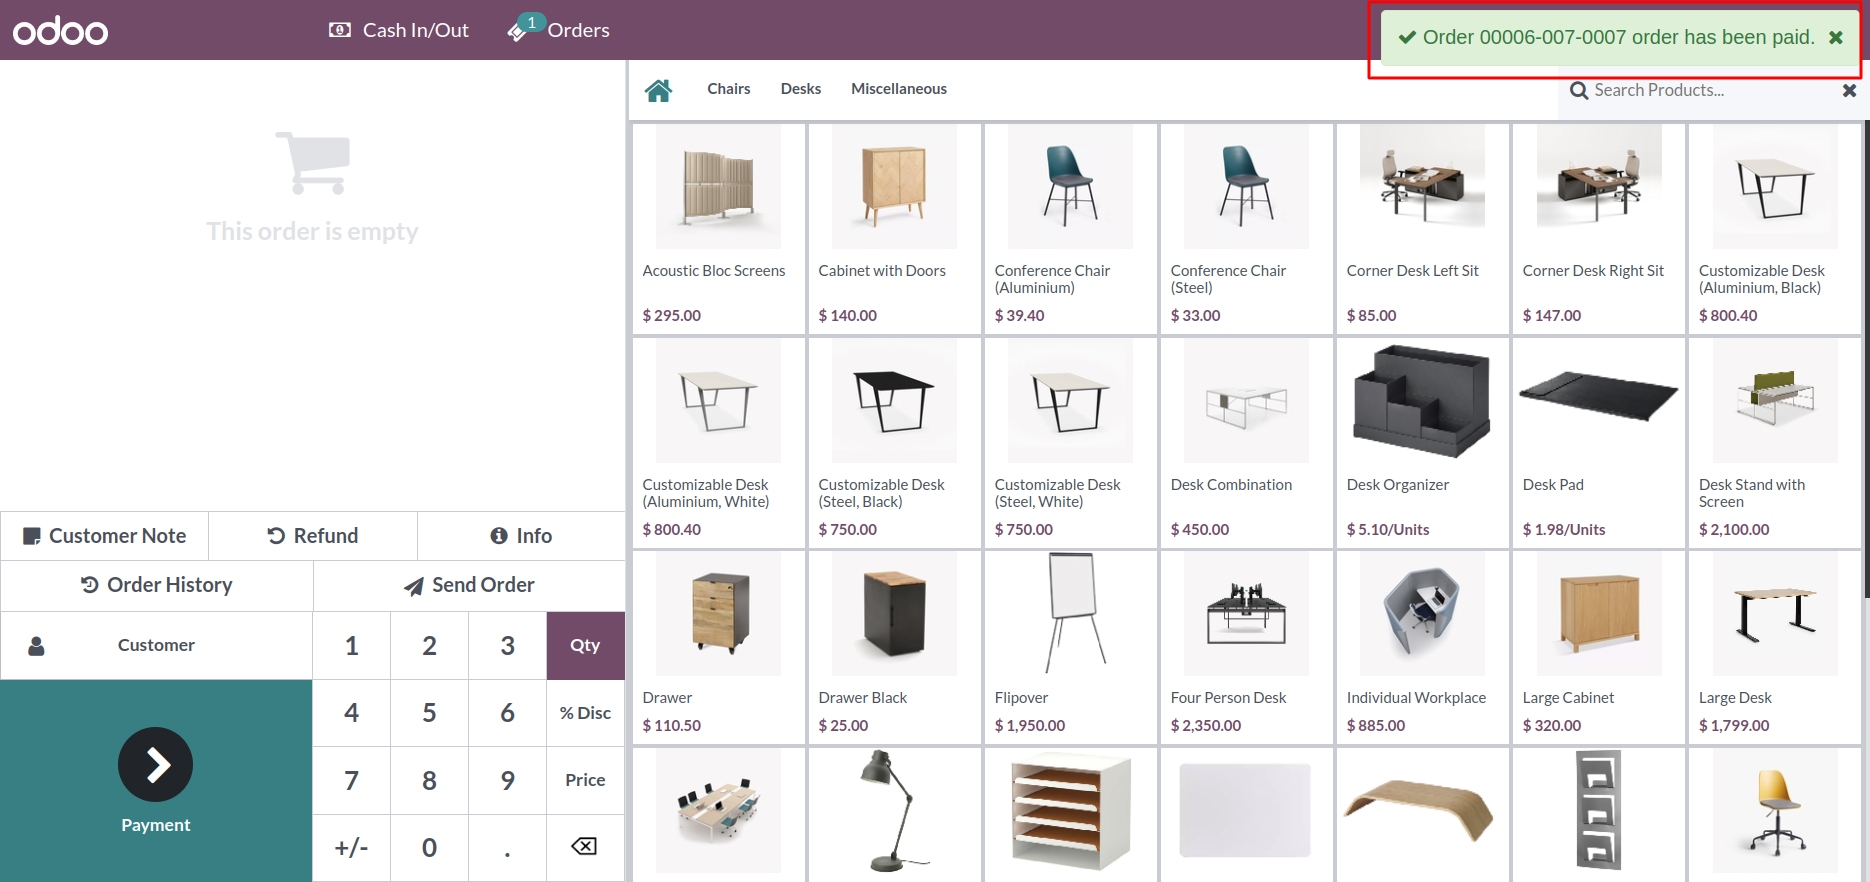 odoo
Cash In/Out
1
Orders
Order 00006-007-0007 order has been paid.
Chairs
Desks
Miscellaneous
Search Products...
This order is empty
Acoustic Bloc Screens
$ 295.00
Cabinet with Doors
$ 140.00
Conference Chair
(Aluminium)
$ 39.40
Conference Chair
(Steel)
$ 33.00
Corner Desk Left Sit
$ 85.00
Corner Desk Right Sit
$ 147.00
Customizable Desk
(Aluminium, Black)
$ 800.40
Customizable Desk
(Aluminium, White)
$ 800.40
Customizable Desk
(Steel, Black)
$ 750.00
Customizable Desk
(Steel, White)
$ 750.00
Desk Combination
$ 450.00
Desk Organizer
$ 5.10/Units
Desk Pad
$ 1.98/Units
Desk Stand with
Screen
$ 2,100.00
Drawer
$ 110.50
Drawer Black
$ 25.00
Flipover
$ 1,950.00
Four Person Desk
$ 2,350.00
Individual Workplace
$ 885.00
Large Cabinet
$ 320.00
Large Desk
$ 1,799.00
Customer Note
Refund
Info
Order History
Send Order
Customer
1
2
3
Qty
4
5
6
% Disc
7
8
9
Price
+/-
0
.
Payment